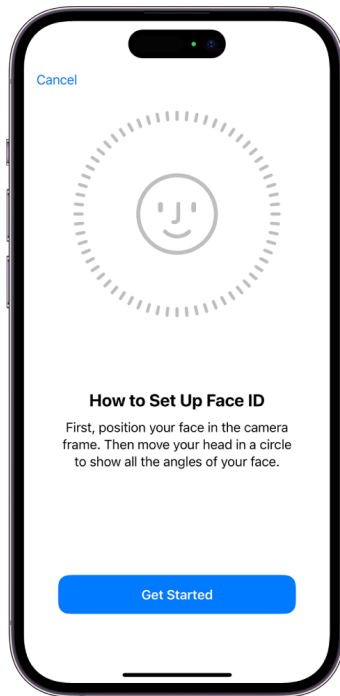 Cancel
How to Set Up Face ID
First, position your face in the camera
frame. Then move your head in a circle
to show all the angles of your face.
Get Started